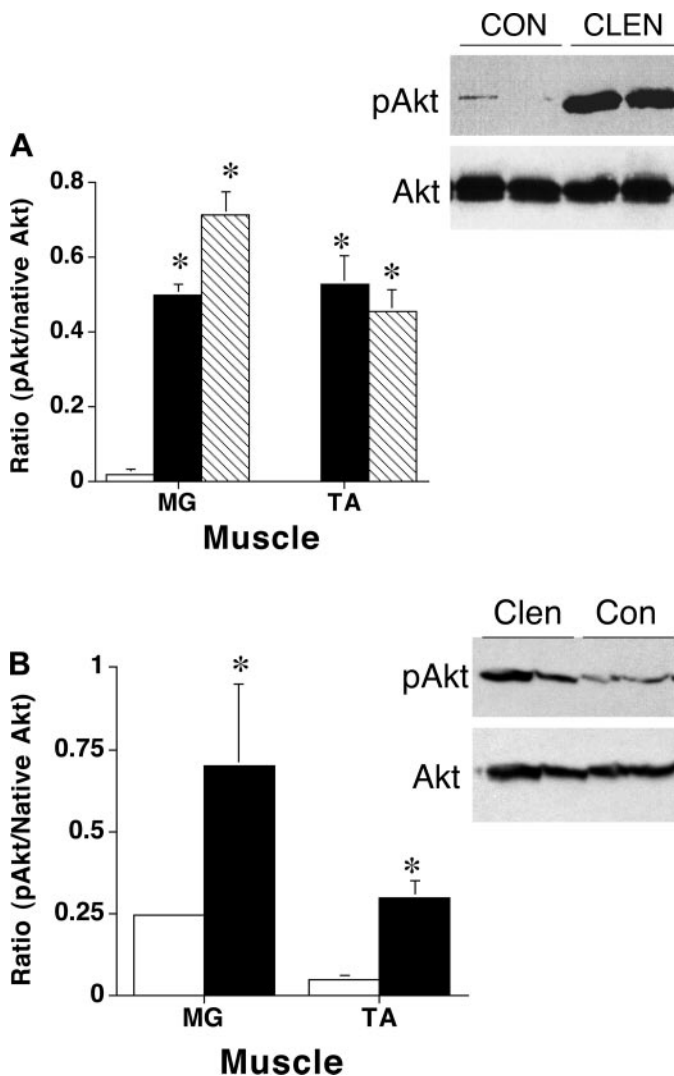 CON CLEN
pAkt
Akt
A
Ratio (pAkt/native Akt)
0.8
0.6
0.4
0.2
0
* * * *
MG TA
Muscle
Clen Con
pAkt
Akt
B
Ratio (pAkt/Native Akt)
1
0.75
0.5
0.25
0
* *
MG TA
Muscle